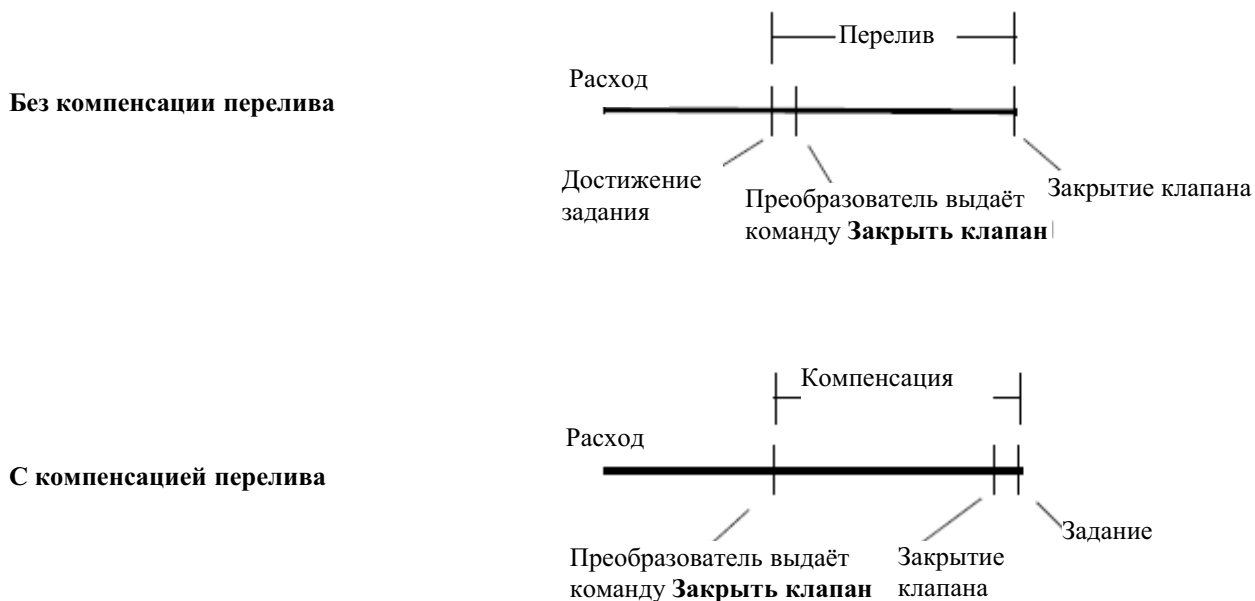 Перелив
Расход
Без компенсации перелива
Достижение
задания
Преобразователь выдаёт
команду Закрыть клапан
Закрытие клапана
Компенсация
Расход
С компенсацией перелива
Преобразователь выдаёт
команду Закрыть клапан
Закрытие
клапана
Задание